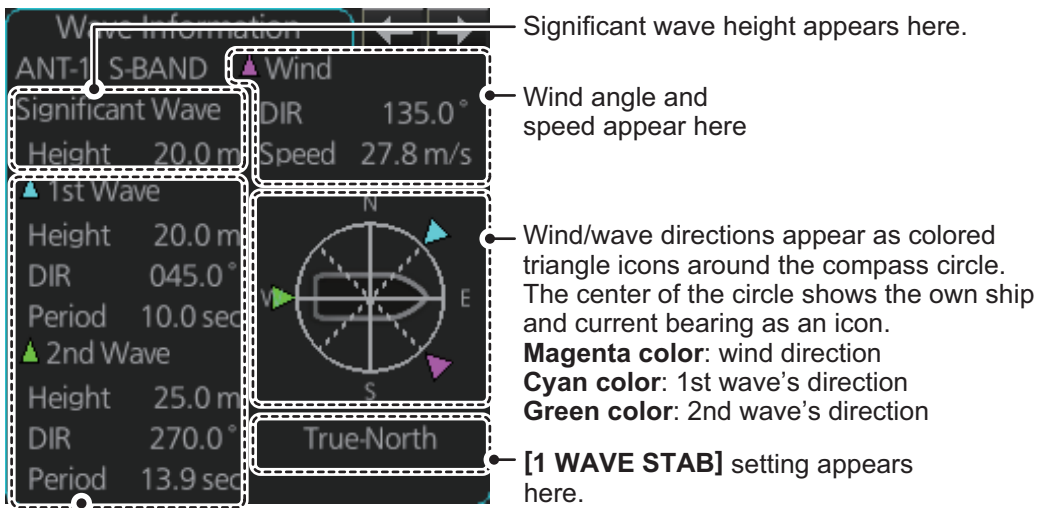 Wave Information
ANT-1 S-BAND
Significant Wave
Height 20.0 m
1st Wave
Height 20.0 m
DIR 045.0°
Period 10.0 sec
2nd Wave
Height 25.0 m
DIR 270.0°
Period 13.9 sec
Wind
DIR 135.0°
Speed 27.8 m/s
N
W
E
S
True-North
Significant wave height appears here.
Wind angle and
speed appear here
Wind/wave directions appear as colored
triangle icons around the compass circle.
The center of the circle shows the own ship
and current bearing as an icon.
Magenta color: wind direction
Cyan color: 1st wave's direction
Green color: 2nd wave's direction
[1 WAVE STAB] setting appears
here.